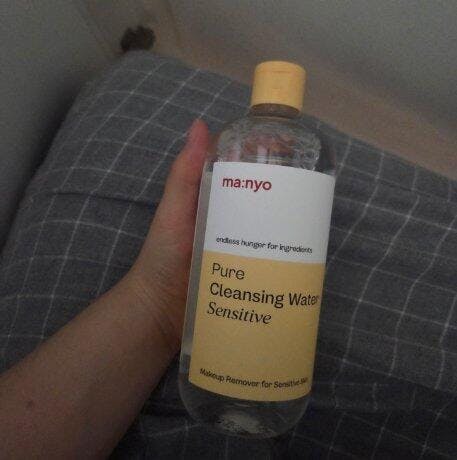 ma:nyo
endless hunger for ingredients
Pure
Cleansing Water
Sensitive
Makeup Remover for Sensitive Skin